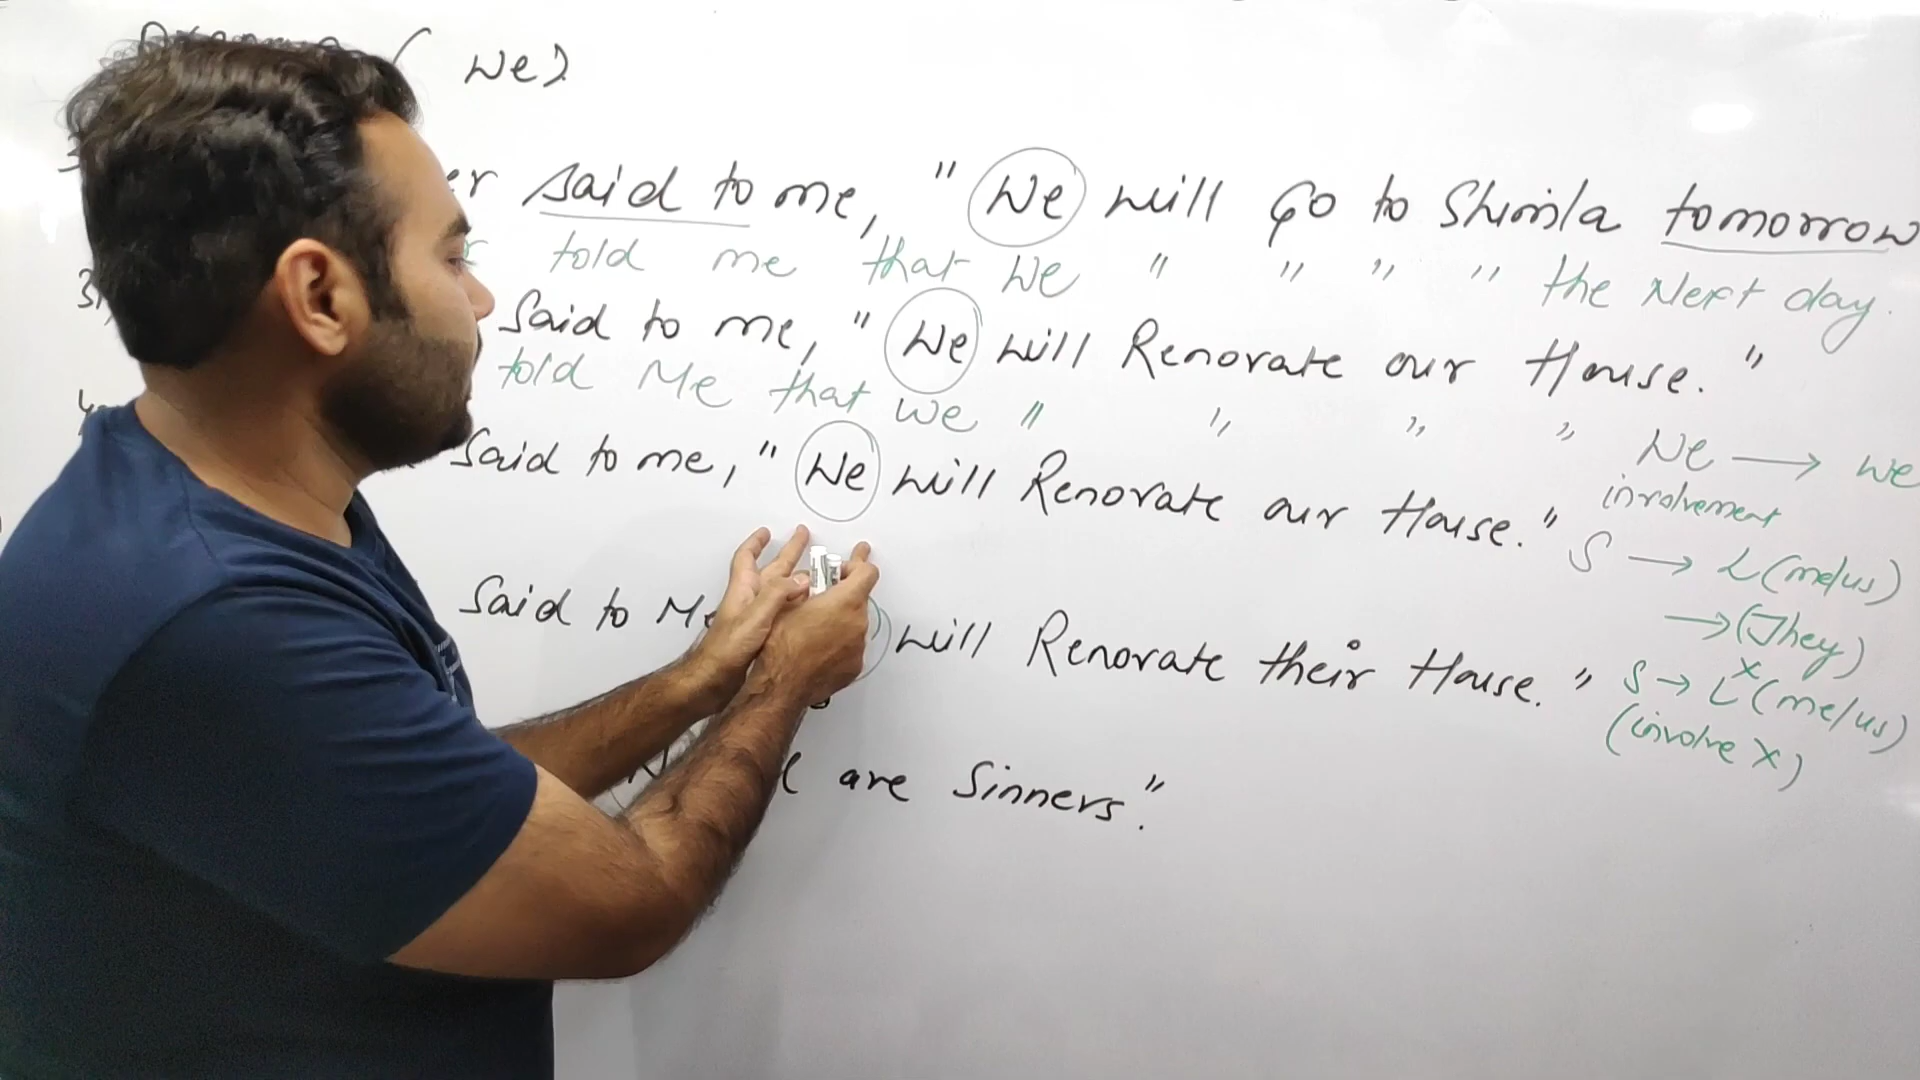 ( We)
er said to me, "We will Go to Shimla tomorrow
told me that We " " " " the Next day.
3)
Said to me, "We will Renovate our House."
told Me that we " " " "
We → we
involvement
Said to me, "We will Renovate our House."
S → L(me/us)
→ (They)
Said to Me will Renovate their House."
S → L x (me/us)
(involve X)
are Sinners."